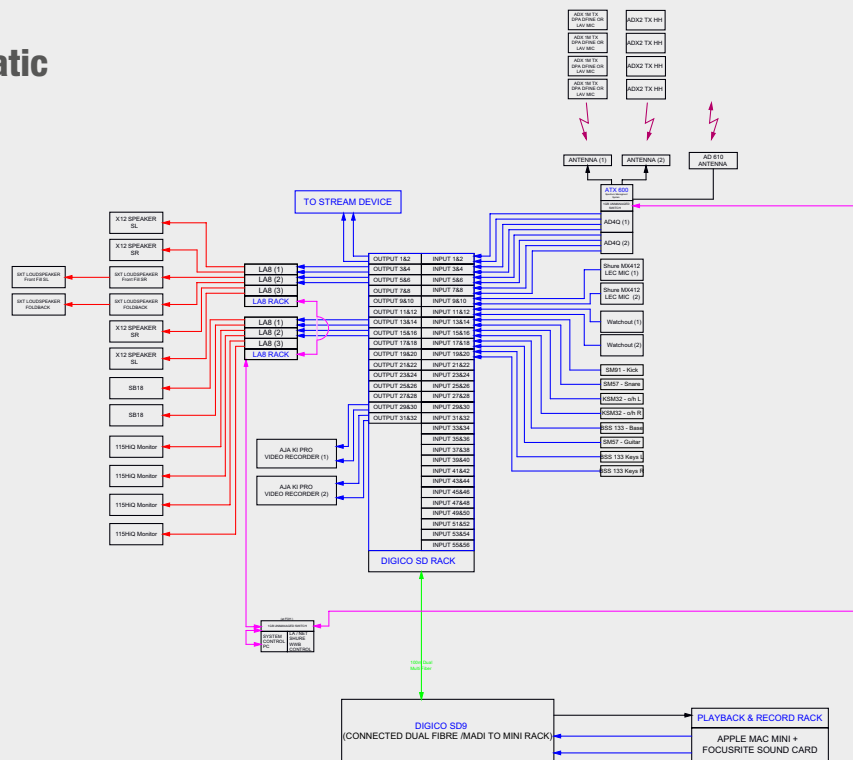 atic
ADX 1W TX
DPA DFINE OR
LAV MIC
ADX2 TX HH
ADX 1W TX
DPA DFINE OR
LAV MIC
ADX2 TX HH
ADX 1W TX
DPA DFINE OR
LAV MIC
ADX2 TX HH
ADX 1W TX
DPA DFINE OR
LAV MIC
ADX2 TX HH
ANTENNA (1)
ANTENNA (2)
AD 610
ANTENNA
ATX 600
SWITCH
AD4Q (1)
AD4Q (2)
TO STREAM DEVICE
X12 SPEAKER
SL
X12 SPEAKER
SR
5XT LOUDSPEAKER
Front Fill SL
5XT LOUDSPEAKER
Front Fill SR
5XT LOUDSPEAKER
FOLDBACK
5XT LOUDSPEAKER
FOLDBACK
X12 SPEAKER
SR
X12 SPEAKER
SL
SB18
SB18
115HiQ Monitor
115HiQ Monitor
115HiQ Monitor
115HiQ Monitor
LA8 (1)
LA8 (2)
LA8 (3)
LA8 RACK
LA8 (1)
LA8 (2)
LA8 (3)
LA8 RACK
OUTPUT 1&2 INPUT 1&2
OUTPUT 3&4 INPUT 3&4
OUTPUT 5&6 INPUT 5&6
OUTPUT 7&8 INPUT 7&8
OUTPUT 9&10 INPUT 9&10
OUTPUT 11&12 INPUT 11&12
OUTPUT 13&14 INPUT 13&14
OUTPUT 15&16 INPUT 15&16
OUTPUT 17&18 INPUT 17&18
OUTPUT 19&20 INPUT 19&20
OUTPUT 21&22 INPUT 21&22
OUTPUT 23&24 INPUT 23&24
OUTPUT 25&26 INPUT 25&26
OUTPUT 27&28 INPUT 27&28
OUTPUT 29&30 INPUT 29&30
OUTPUT 31&32 INPUT 31&32
INPUT 33&34
INPUT 35&36
INPUT 37&38
INPUT 39&40
INPUT 41&42
INPUT 43&44
INPUT 45&46
INPUT 47&48
INPUT 49&50
INPUT 51&52
INPUT 53&54
INPUT 55&56
DIGICO SD RACK
Shure MX412
LEC MIC (1)
Shure MX412
LEC MIC (2)
Watchout (1)
Watchout (2)
SM91 - Kick
SM57 - Snare
KSM32 - o/h L
KSM32 - o/h R
BSS 133 - Base
SM57 - Guitar
BSS 133 Keys L
BSS 133 Keys R
AJA KI PRO
VIDEO RECORDER (1)
AJA KI PRO
VIDEO RECORDER (2)
SYSTEM
CONTROL
PC
LA / NET
SHURE
WWB
CONTROL
DIGICO SD9
(CONNECTED DUAL FIBRE /MADI TO MINI RACK)
PLAYBACK & RECORD RACK
APPLE MAC MINI +
FOCUSRITE SOUND CARD